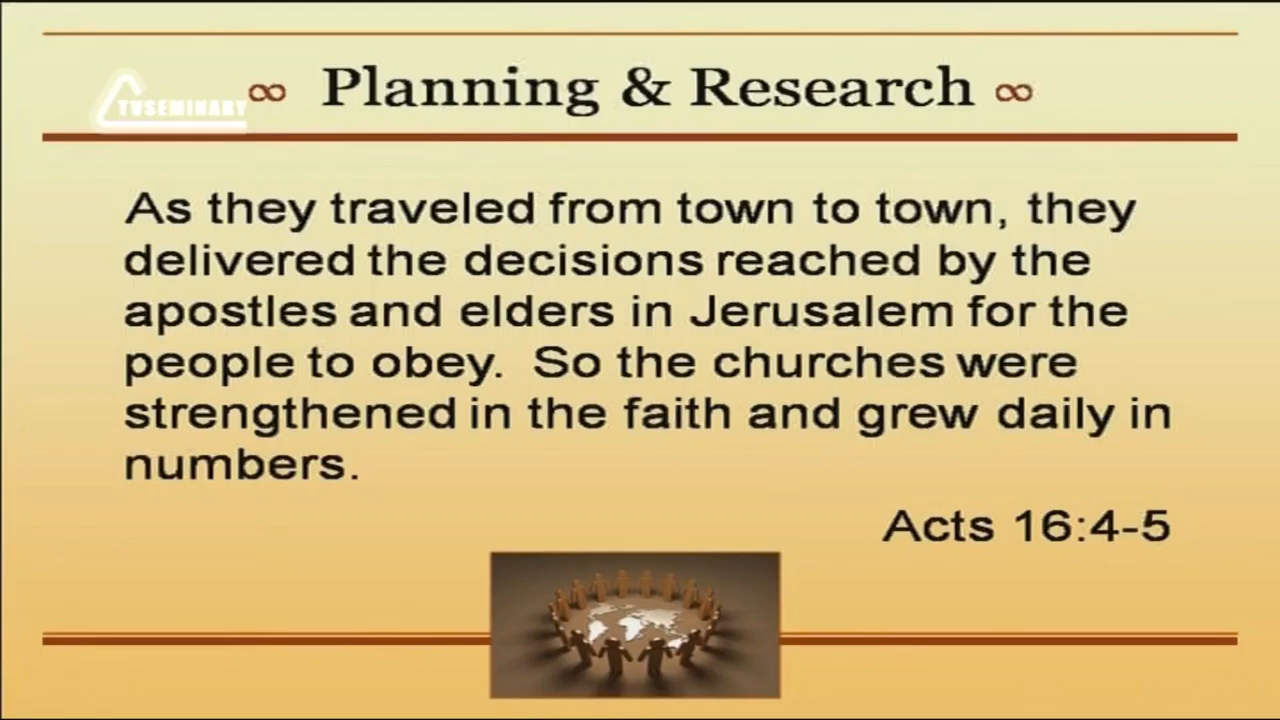 ∞ Planning & Research ∞
TVSEMINARY
As they traveled from town to town, they
delivered the decisions reached by the
apostles and elders in Jerusalem for the
people to obey.  So the churches were
strengthened in the faith and grew daily in
numbers.
Acts 16:4-5